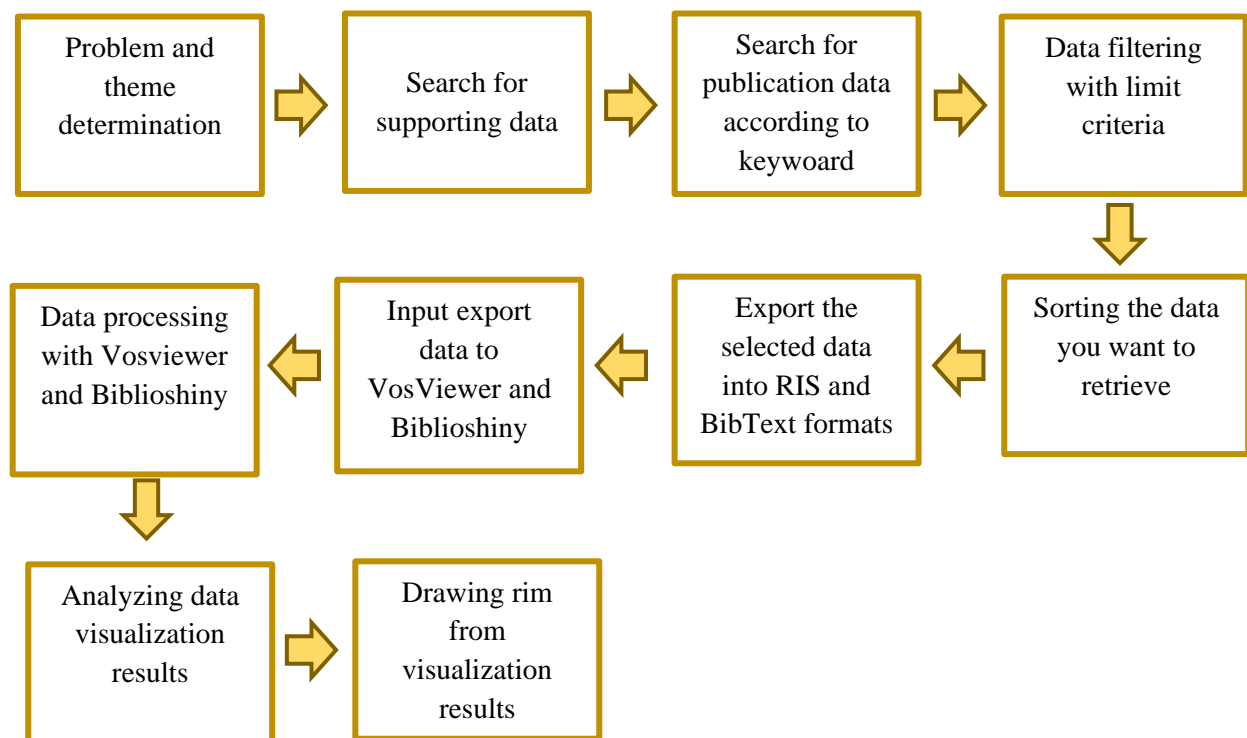 Problem and
theme
determination
Search for
supporting data
Search for
publication data
according to
keywoard
Data filtering
with limit
criteria
Sorting the data
you want to
retrieve
Export the
selected data
into RIS and
BibText formats
Input export
data to
VosViewer and
Biblioshiny
Data processing
with Vosviewer
and Biblioshiny
Analyzing data
visualization
results
Drawing rim
from
visualization
results